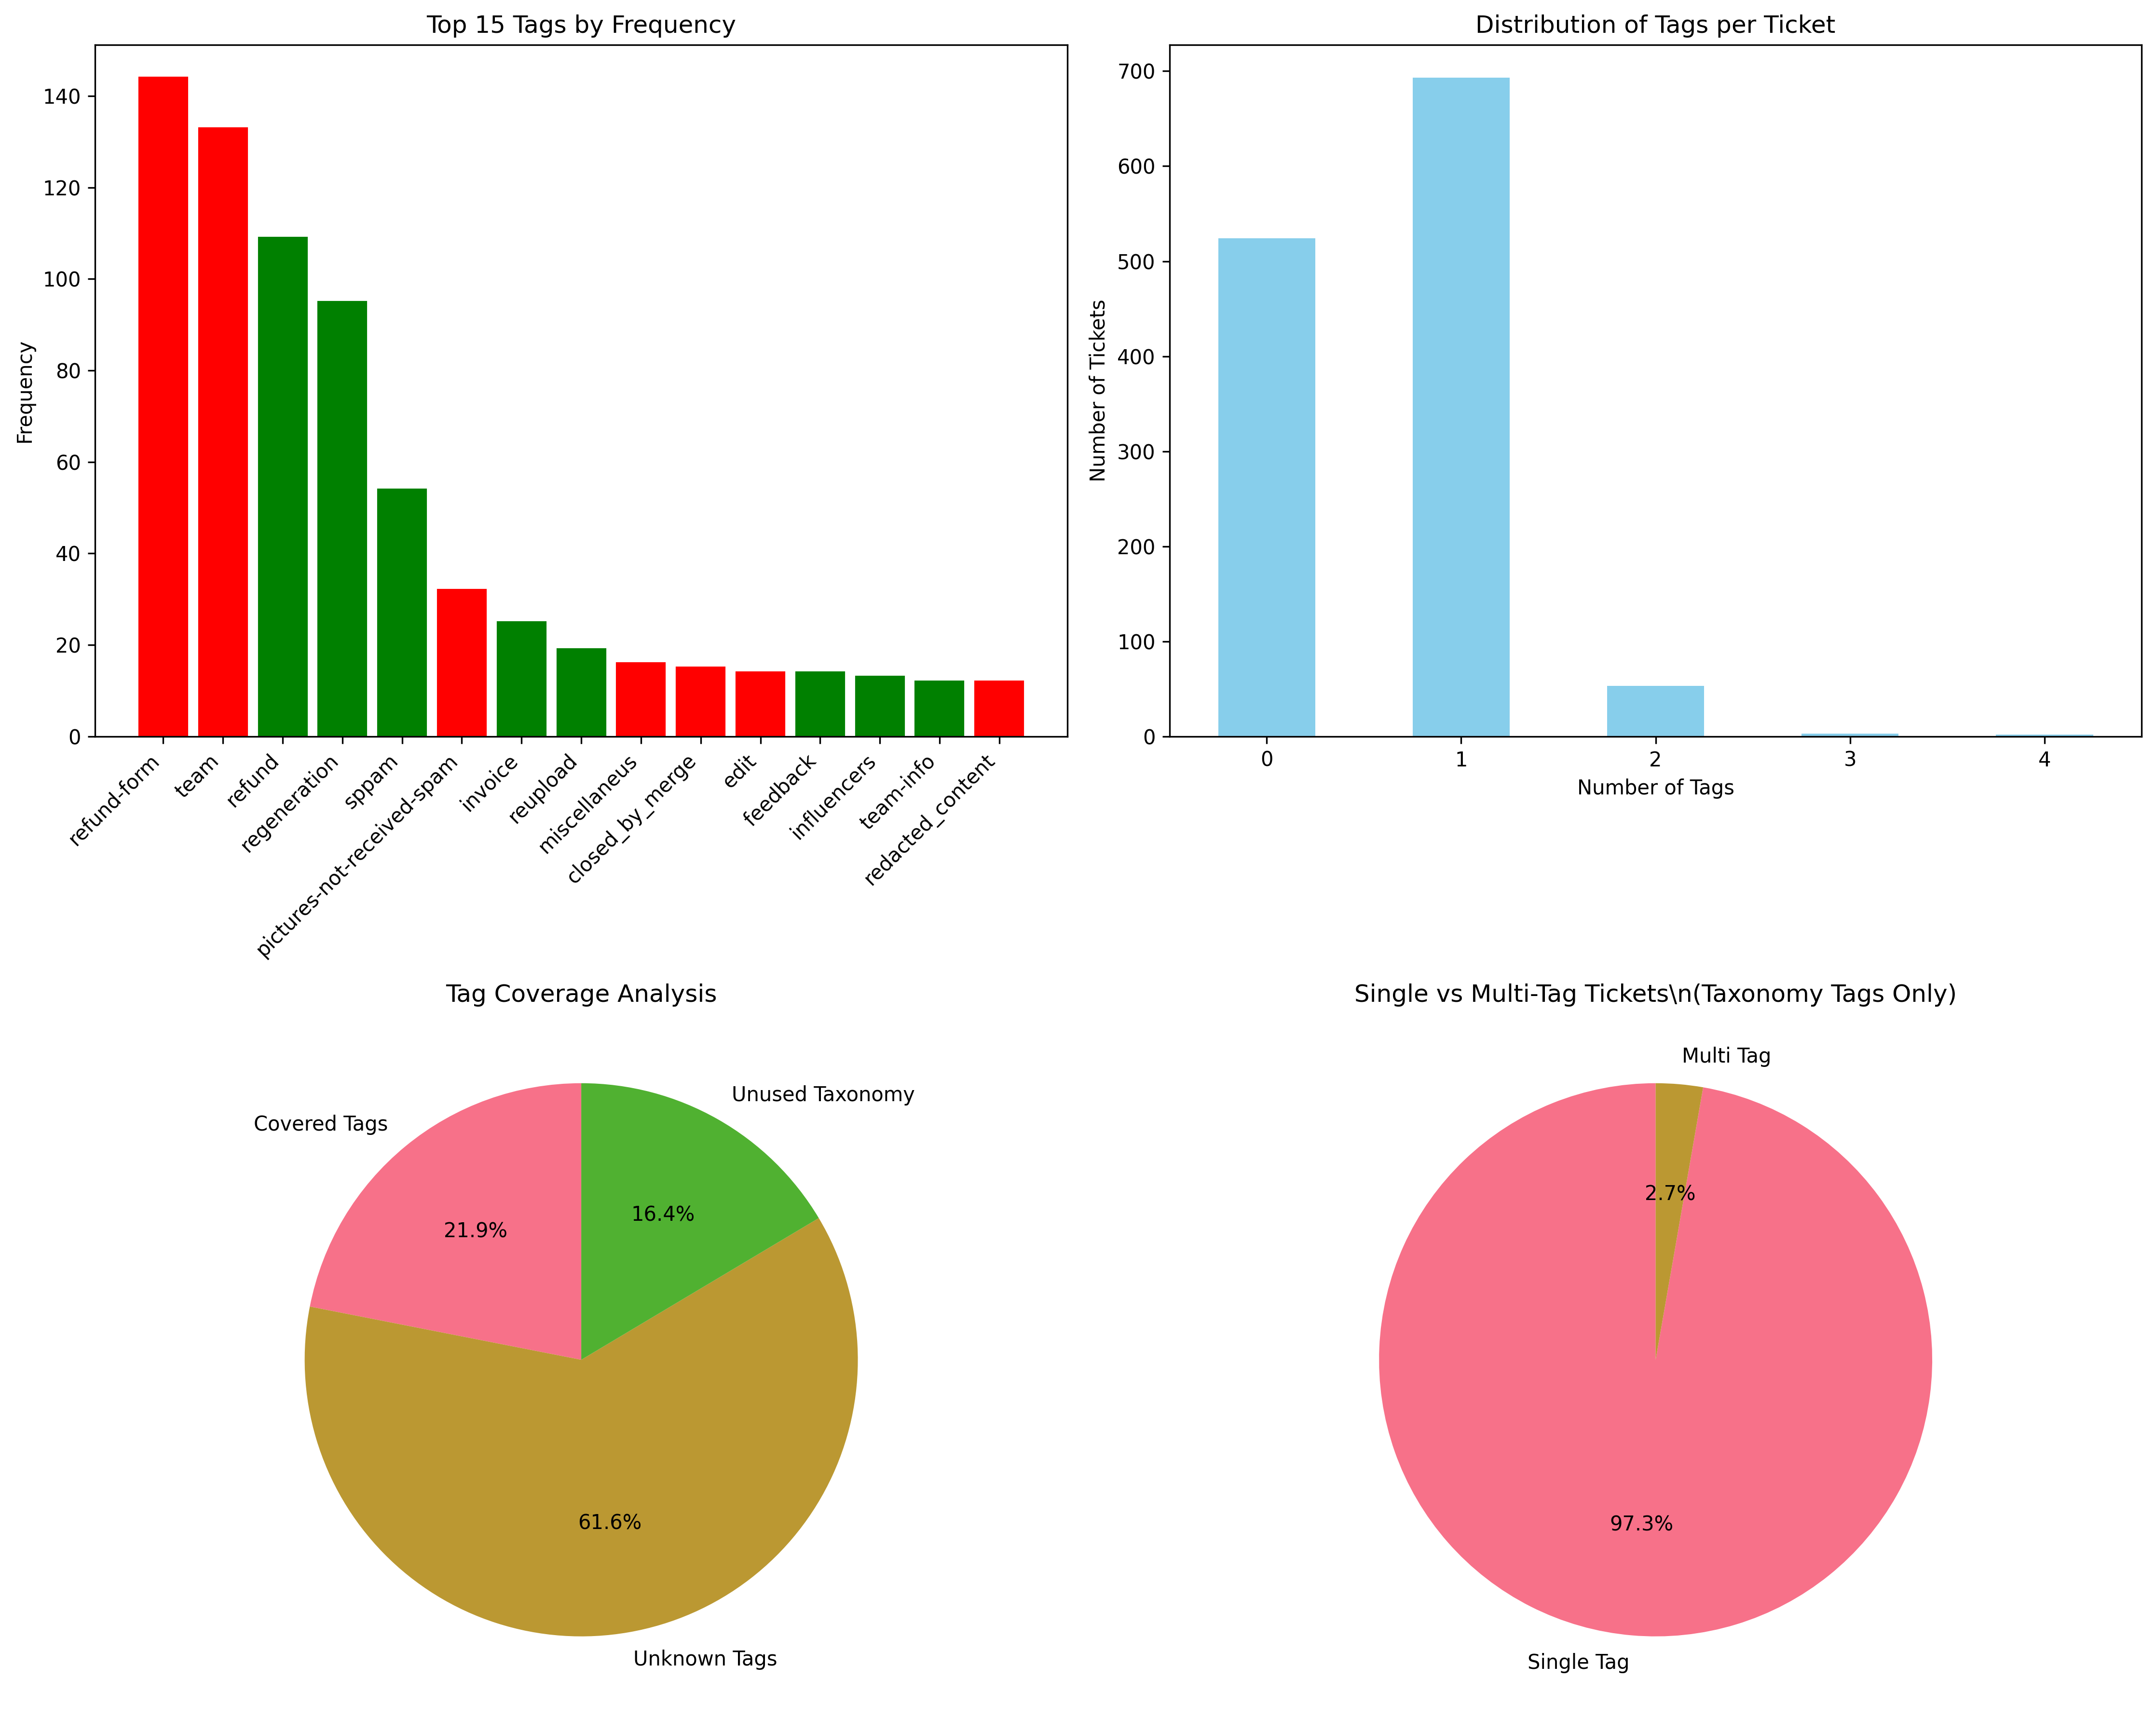 Top 15 Tags by Frequency
Frequency
140
120
100
80
60
40
20
0
refund-form
team
refund
regeneration
sppam
pictures-not-received-spam
invoice
reupload
miscellaneus
closed_by_merge
edit
feedback
influencers
team-info
redacted_content
Distribution of Tags per Ticket
Number of Tickets
700
600
500
400
300
200
100
0
0 1 2 3 4
Number of Tags
Tag Coverage Analysis
Covered Tags
21.9%
Unused Taxonomy
16.4%
61.6%
Unknown Tags
Single vs Multi-Tag Tickets\n(Taxonomy Tags Only)
Multi Tag
2.7%
97.3%
Single Tag